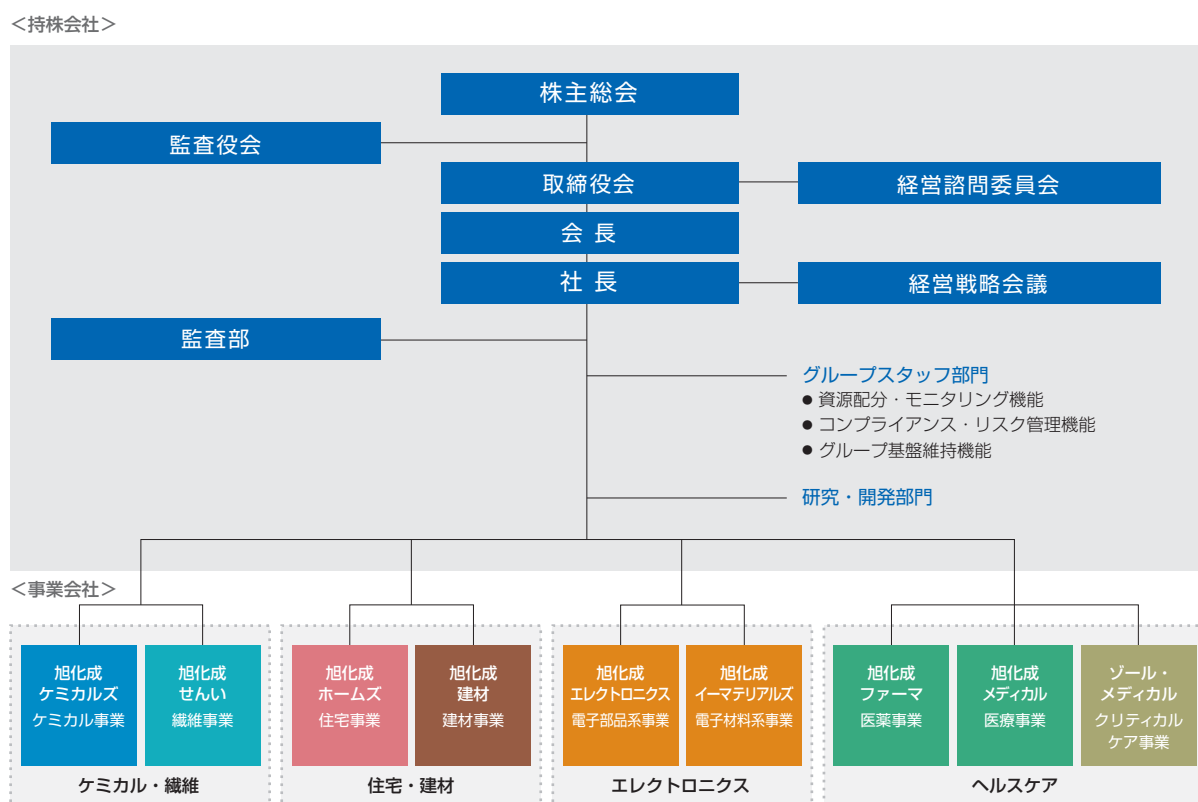 ＜持株会社＞
株主総会
監査役会
取締役会
経営諮問委員会
会 長
社 長
経営戦略会議
監査部
グループスタッフ部門
● 資源配分・モニタリング機能
● コンプライアンス・リスク管理機能
● グループ基盤維持機能
研究・開発部門
＜事業会社＞
旭化成
ケミカルズ
ケミカル事業
旭化成
せんい
繊維事業
旭化成
ホームズ
住宅事業
旭化成
建材
建材事業
旭化成
エレクトロニクス
電子部品系事業
旭化成
イーマテリアルズ
電子材料系事業
旭化成
ファーマ
医薬事業
旭化成
メディカル
医療事業
ゾール・
メディカル
クリティカル
ケア事業
ケミカル・繊維
住宅・建材
エレクトロニクス
ヘルスケア